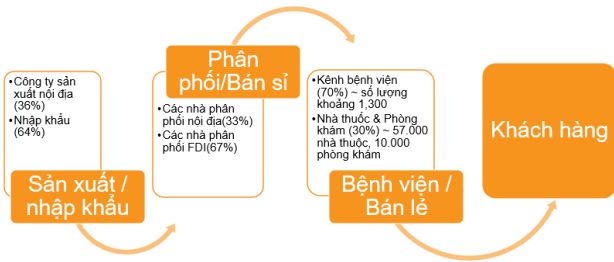 •Công ty sản
xuất nội địa
(36%)
•Nhập khẩu
(64%)
Sản xuất /
nhập khẩu
Phân
phối/Bán sỉ
•Các nhà phân
phối nội địa(33%)
•Các nhà phân
phối FDI(67%)
•Kênh bệnh viện
(70%) ~ số lượng
khoảng 1,300
•Nhà thuốc & Phòng
khám (30%) ~ 57.000
nhà thuộc, 10.000
phòng khám
Bệnh viện /
Bán lẻ
Khách hàng